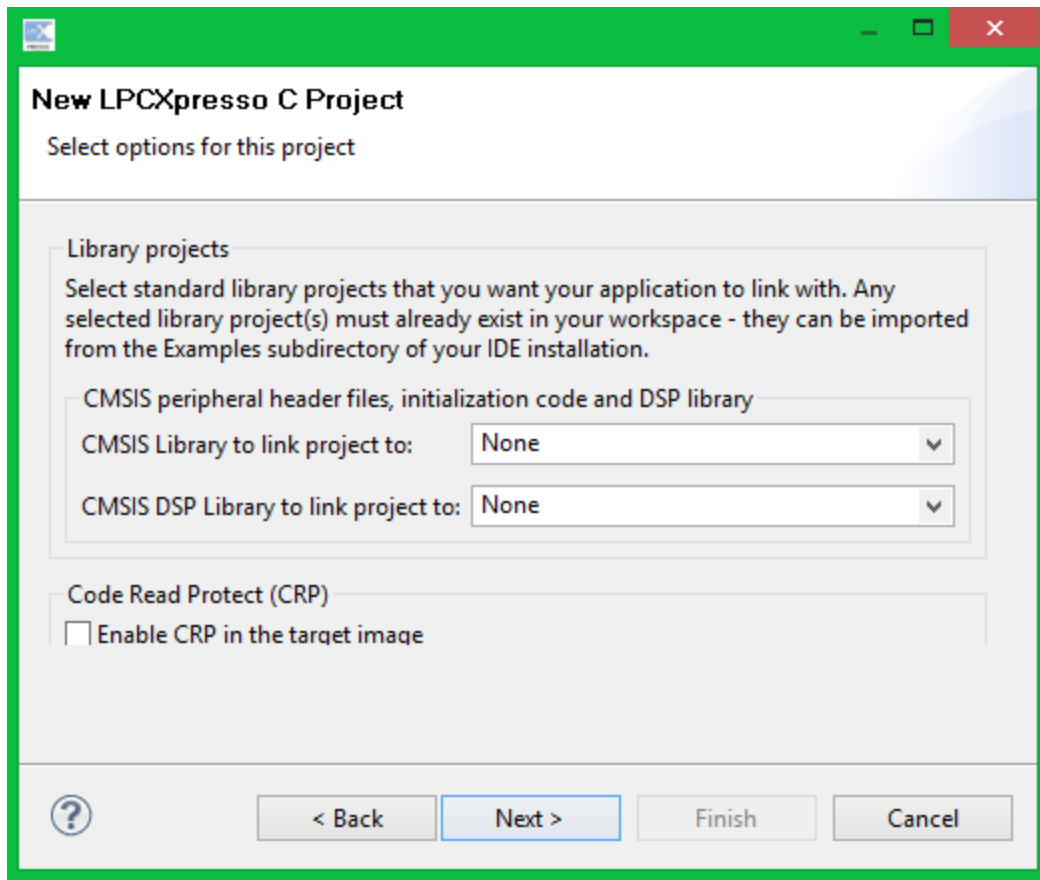 New LPCXpresso C Project
Select options for this project
Library projects
Select standard library projects that you want your application to link with. Any
selected library project(s) must already exist in your workspace - they can be imported
from the Examples subdirectory of your IDE installation.
CMSIS peripheral header files, initialization code and DSP library
CMSIS Library to link project to: None
CMSIS DSP Library to link project to: None
Code Read Protect (CRP)
Enable CRP in the target image
< Back Next > Finish Cancel